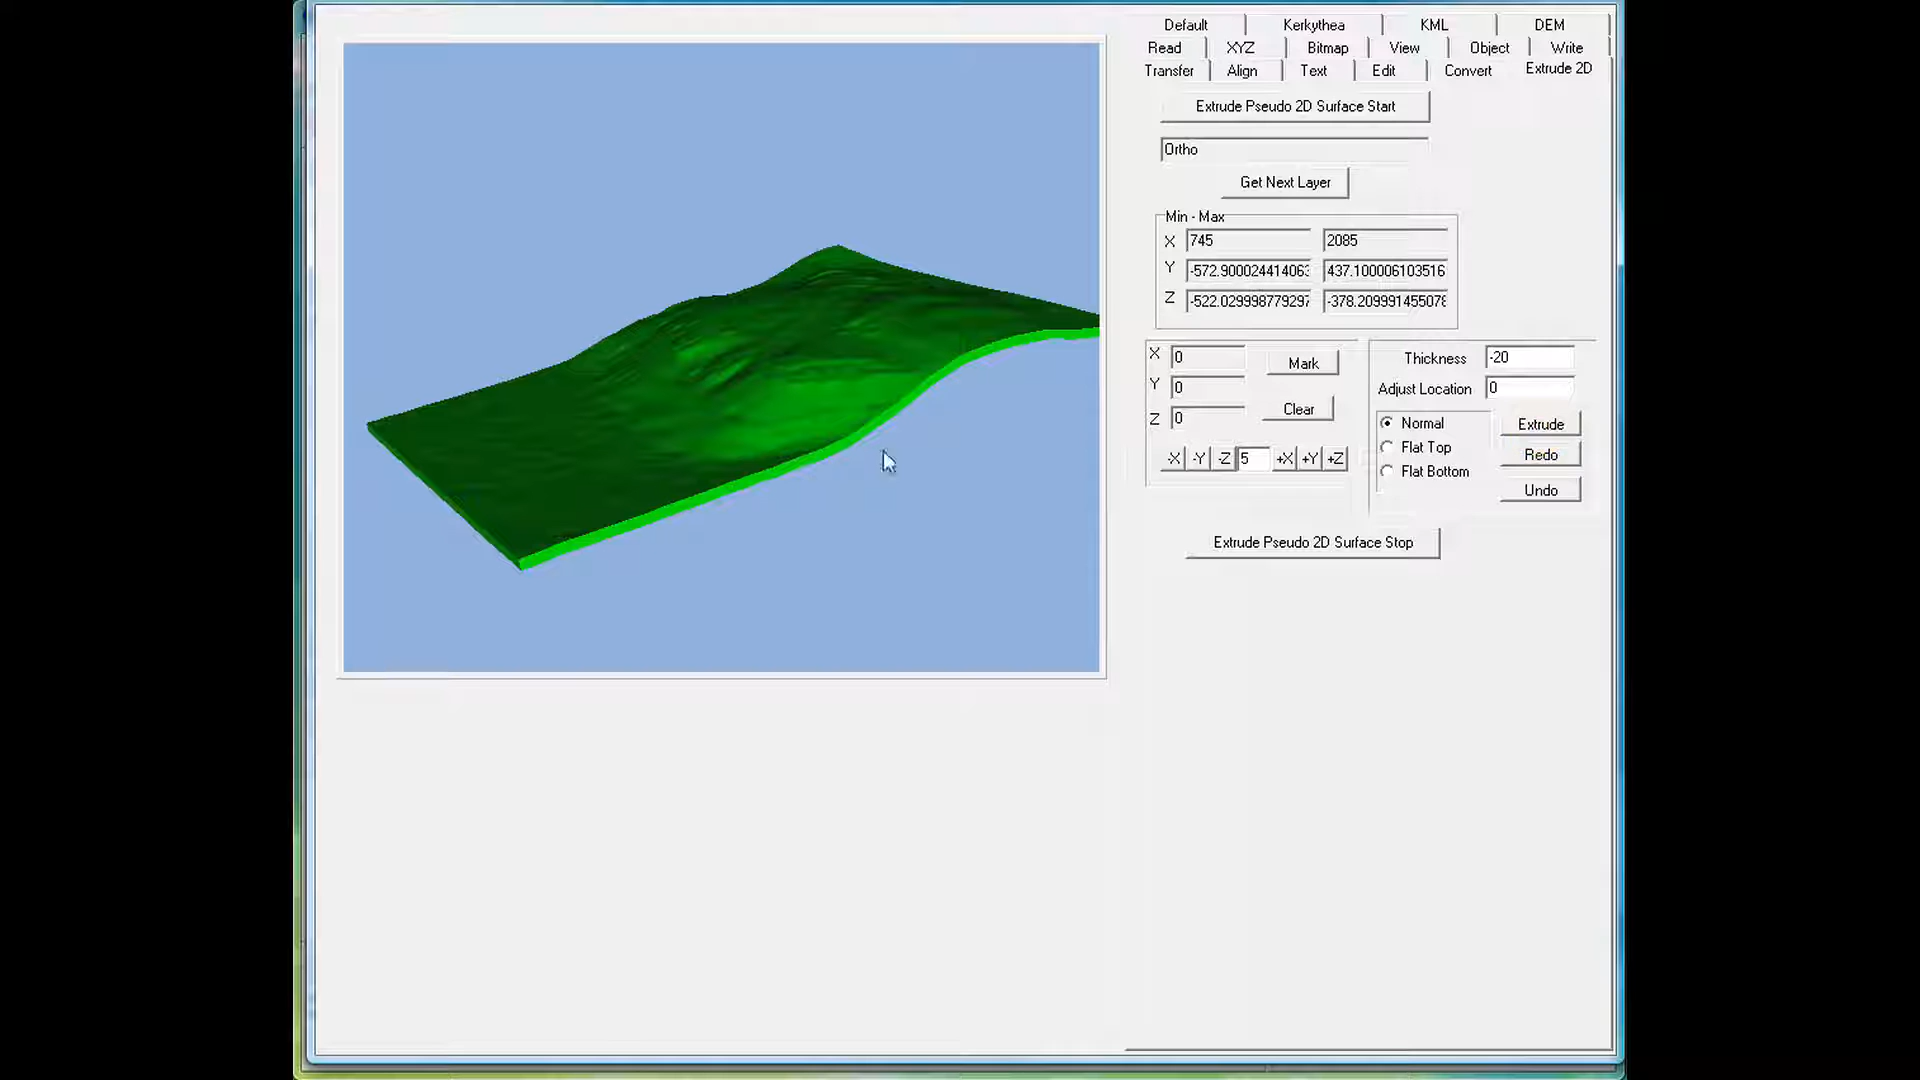 Default Kerkythea KML DEM
Read XYZ Bitmap View Object Write
Transfer Align Text Edit Convert Extrude 2D
Extrude Pseudo 2D Surface Start
Ortho
Get Next Layer
Min - Max
X 745 2085
Y -572.900024414063 437.100006103516
Z -522.029998779297 -378.209991455078
X 0 Mark
Y 0
Clear
Z 0
-X -Y -Z 5 +X +Y +Z
Thickness -20
Adjust Location 0
Normal Extrude
Flat Top Redo
Flat Bottom
Undo
Extrude Pseudo 2D Surface Stop